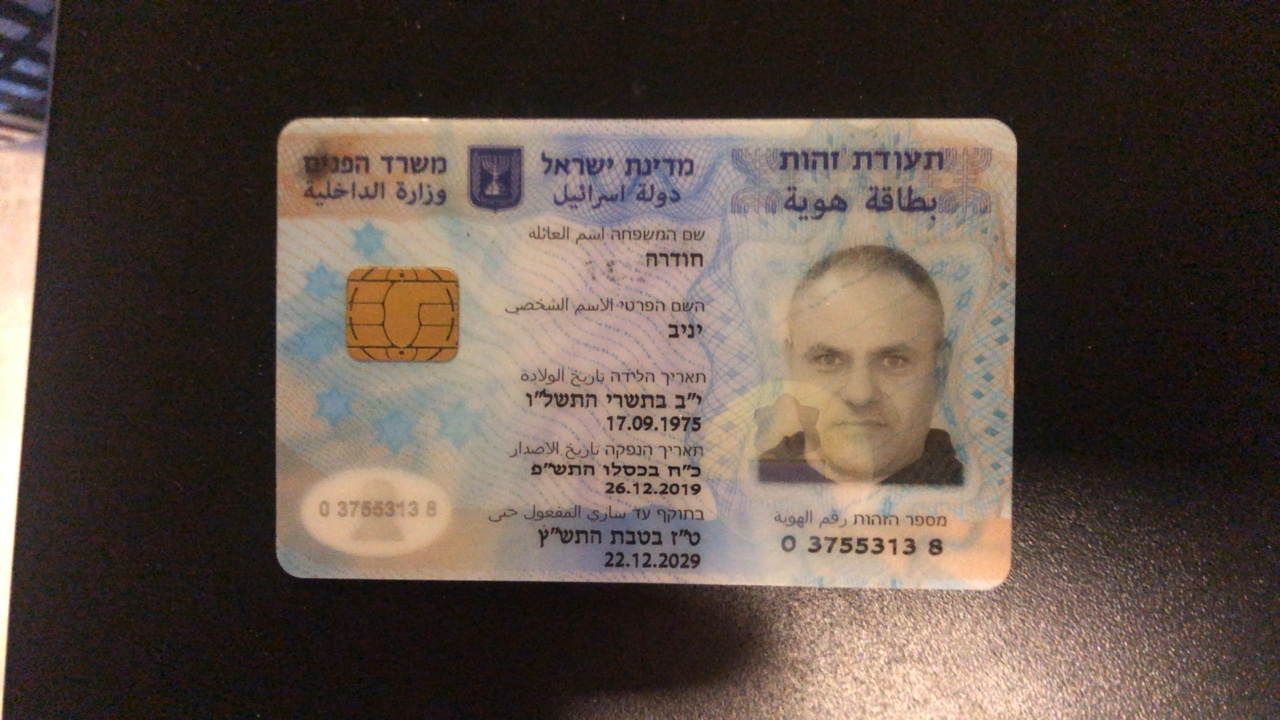 תעודת זהות
بطاقة هوية
מדינת ישראל
دولة اسرائيل
משרד הפנים
وزارة الداخلية
שם המשפחה اسم العائلة
חודרה
השם הפרטי الاسم الشخصي
יניב
תאריך הלידה تاريخ الولادة
י"ב בתשרי התשל"ו
17.09.1975
תאריך הנפקה تاريخ الاصدار
כ"ח בכסלו התש"פ
26.12.2019
בתוקף עד ساري المفعول حتى
ט"ז בטבת התש"ץ
22.12.2029
מספר הזהות رقم الهوية
0 3755313 8
0 3755313 8